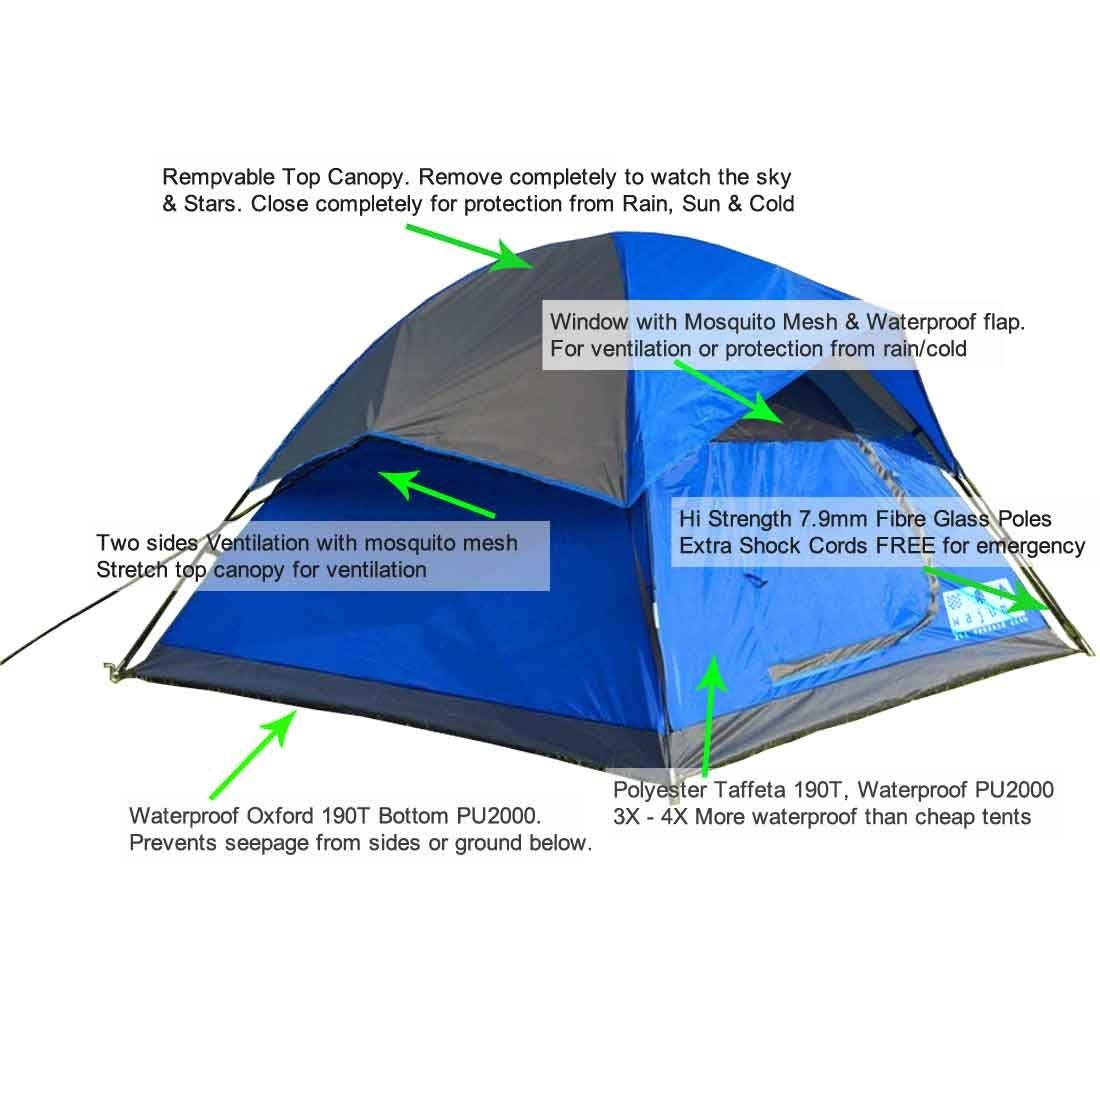 Rempvable Top Canopy. Remove completely to watch the sky
& Stars. Close completely for protection from Rain, Sun & Cold
Window with Mosquito Mesh & Waterproof flap.
For ventilation or protection from rain/cold
Hi Strength 7.9mm Fibre Glass Poles
Extra Shock Cords FREE for emergency
Two sides Ventilation with mosquito mesh
Stretch top canopy for ventilation
Polyester Taffeta 190T, Waterproof PU2000
3X - 4X More waterproof than cheap tents
Waterproof Oxford 190T Bottom PU2000.
Prevents seepage from sides or ground below.